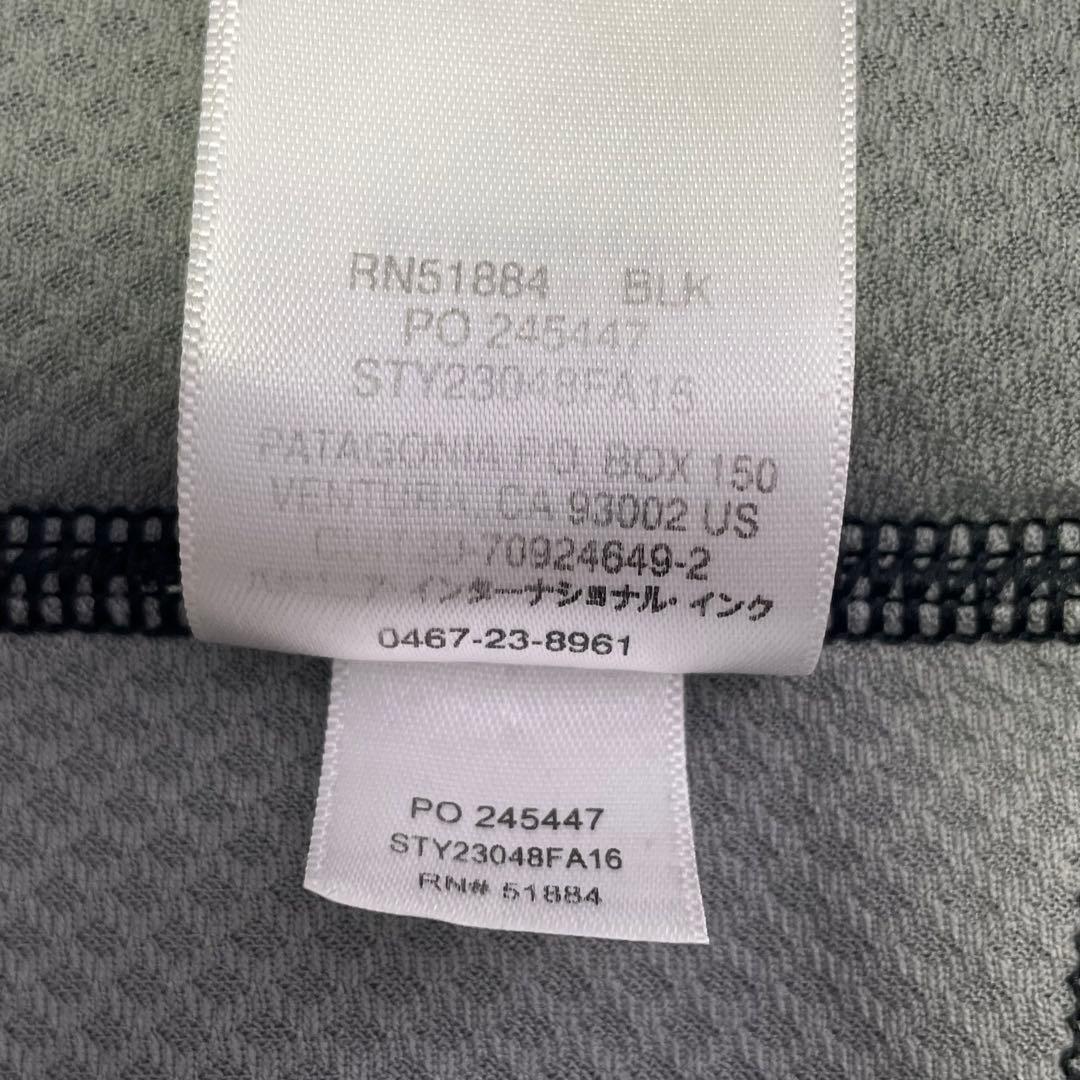 RN51884 BLK
PO 245447
STY23048FA16
PATAGONIA P.O. BOX 150
VENTURA, CA 93002 US
30-70924649-2
インターナショナル・インク
0467-23-8961
PO 245447
STY23048FA16
RN# 51884